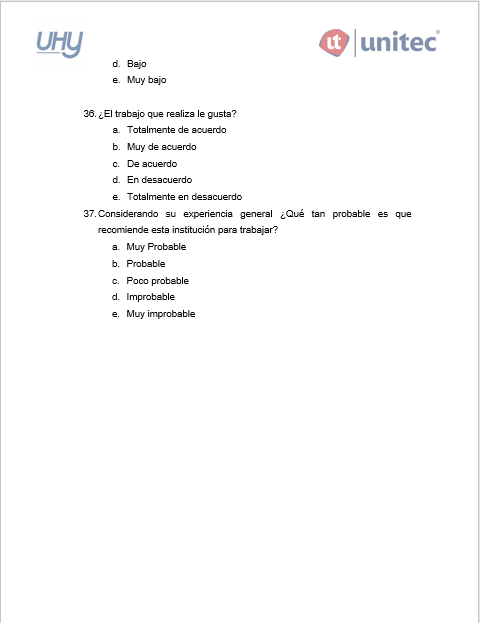 UHY
ut unitec®
d. Bajo
e. Muy bajo
36. ¿El trabajo que realiza le gusta?
a. Totalmente de acuerdo
b. Muy de acuerdo
c. De acuerdo
d. En desacuerdo
e. Totalmente en desacuerdo
37. Considerando su experiencia general ¿Qué tan probable es que
recomiende esta institución para trabajar?
a. Muy Probable
b. Probable
c. Poco probable
d. Improbable
e. Muy improbable